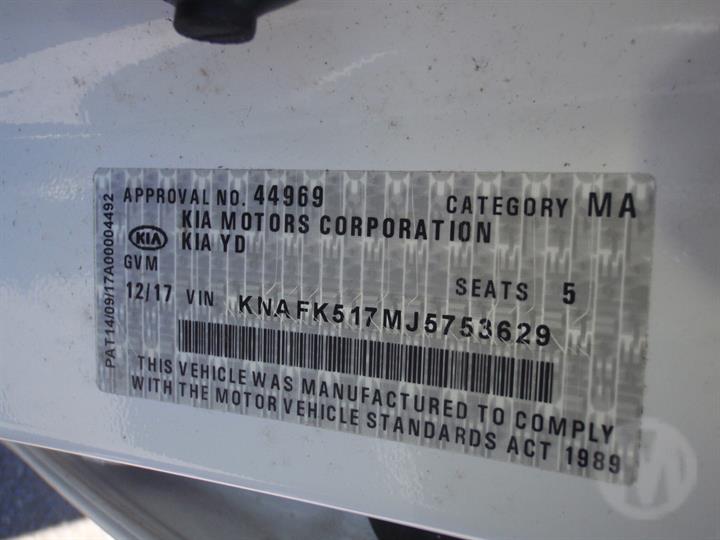 APPROVAL NO. 44969 CATEGORY MA
KIA MOTORS CORPORATION
KIA KIA YD
GVM
SEATS 5
12/17 VIN KNAFK517MJ5753629
THIS VEHICLE WAS MANUFACTURED TO COMPLY
WITH THE MOTOR VEHICLE STANDARDS ACT 1989
PAT14/09/17A00004492
M